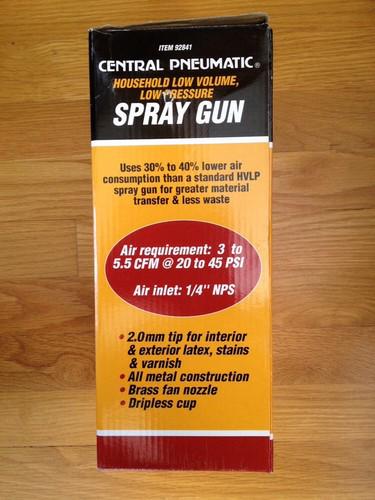 ITEM 92841
CENTRAL PNEUMATIC®
HOUSEHOLD LOW VOLUME,
LOW PRESSURE
SPRAY GUN
Uses 30% to 40% lower air
consumption than a standard HVLP
spray gun for greater material
transfer & less waste
Air requirement: 3 to
5.5 CFM @ 20 to 45 PSI
Air inlet: 1/4" NPS
• 2.0mm tip for interior
& exterior latex, stains
& varnish
• All metal construction
• Brass fan nozzle
• Dripless cup